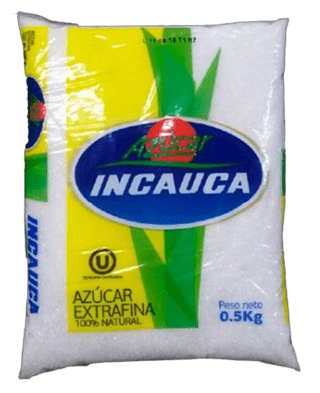 AZÚCAR
INCAUCA
INCAUCA
U
AZÚCAR
EXTRAFINA
100% NATURAL
Peso neto
0.5Kg